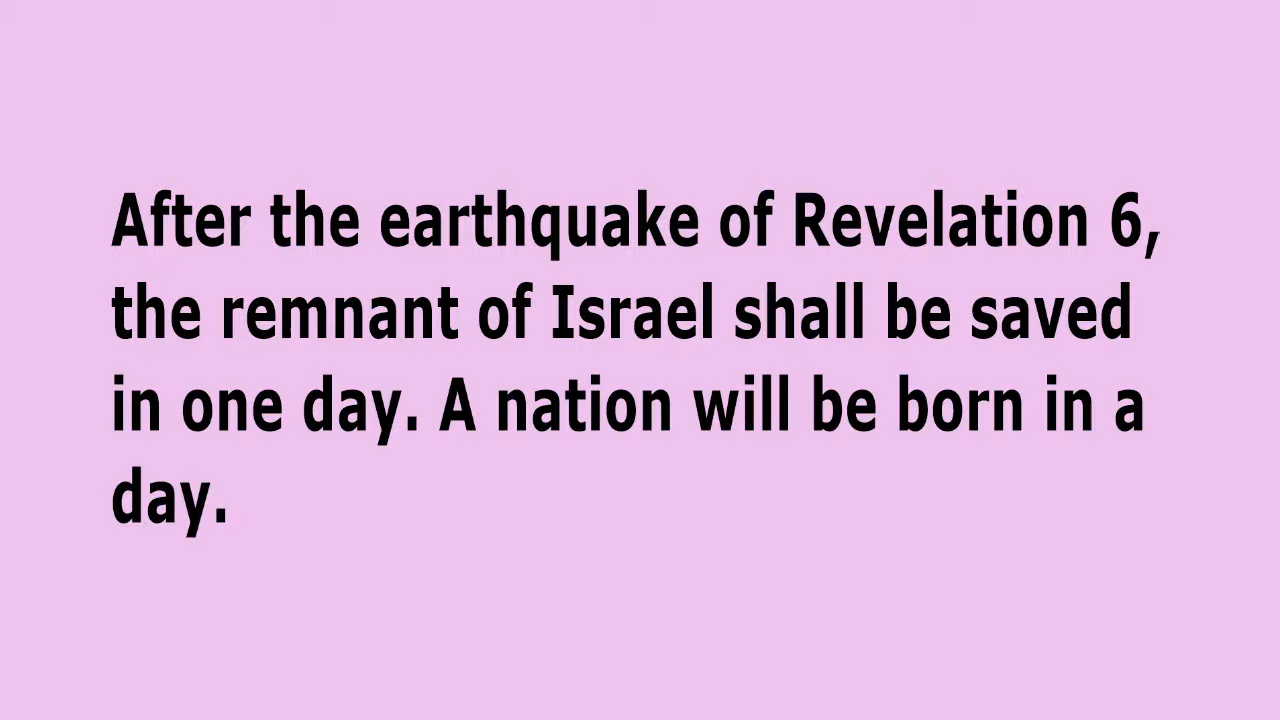 After the earthquake of Revelation 6,
the remnant of Israel shall be saved
in one day. A nation will be born in a
day.